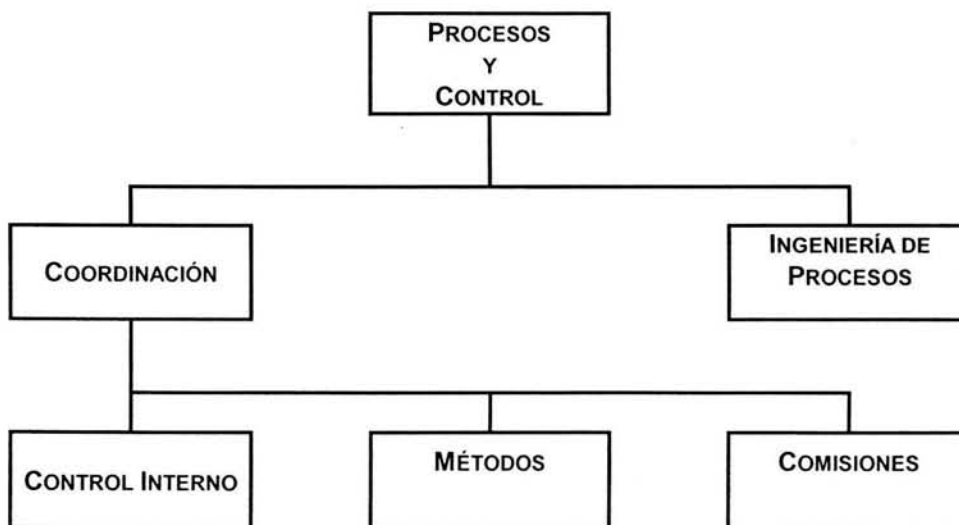 PROCESOS
Y
CONTROL
COORDINACIÓN
INGENIERÍA DE
PROCESOS
CONTROL INTERNO
MÉTODOS
COMISIONES